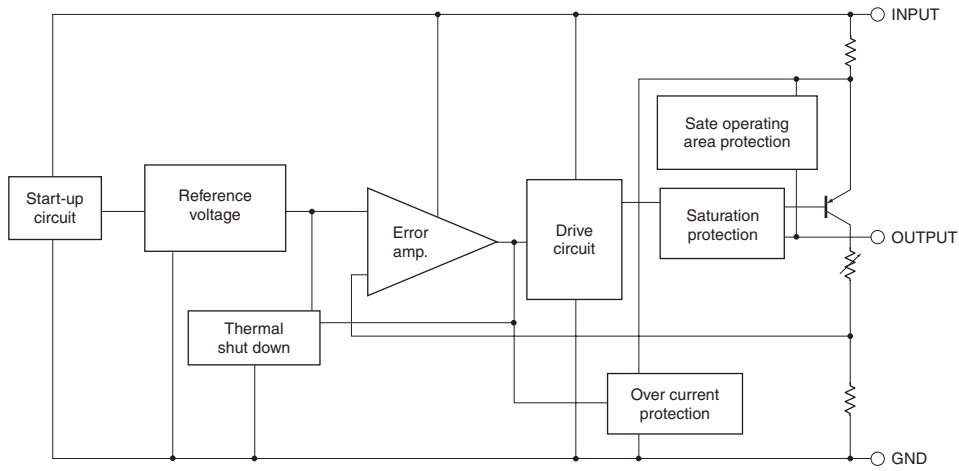 INPUT
Sate operating
area protection
Start-up
circuit
Reference
voltage
Error
amp.
Drive
circuit
Saturation
protection
OUTPUT
Thermal
shut down
Over current
protection
GND